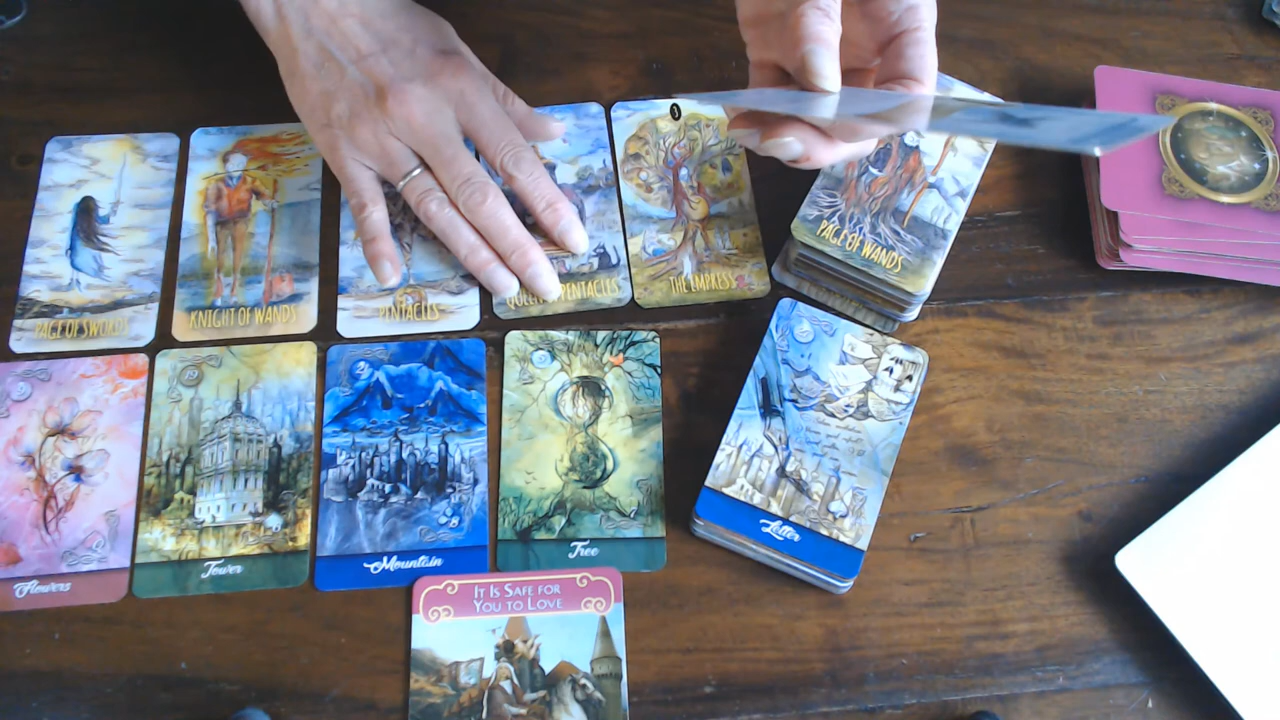 PAGE OF SWORDS
KNIGHT OF WANDS
PENTACLES
QUEEN OF PENTACLES
THE EMPRESS
PAGE OF WANDS
Flowers
Tower
Mountain
Tree
Letter
IT IS SAFE FOR
YOU TO LOVE